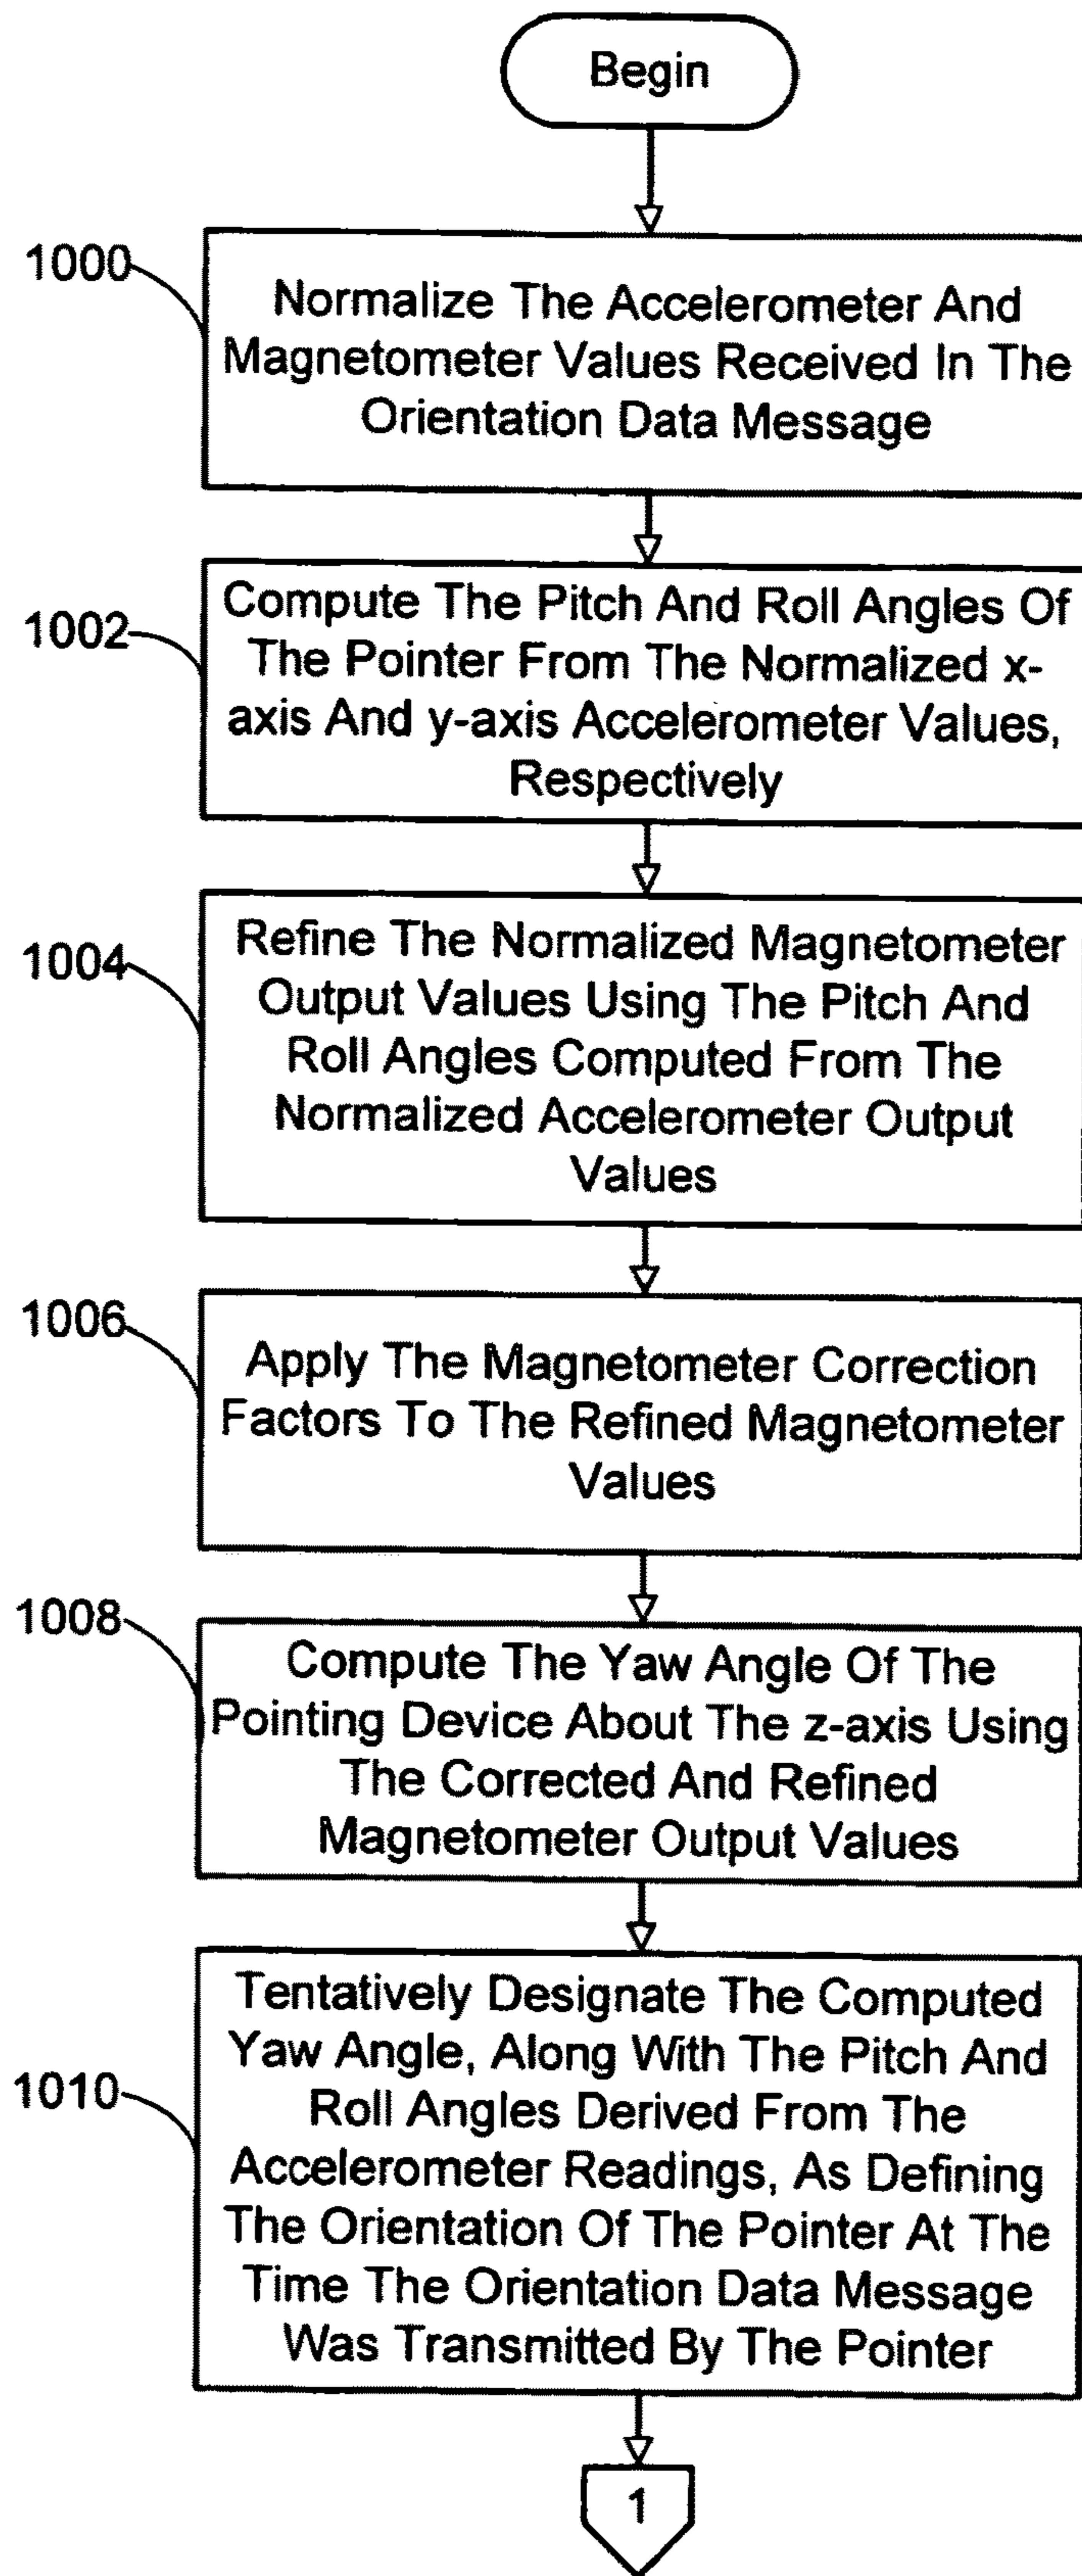 Begin
1000
Normalize The Accelerometer And
Magnetometer Values Received In The
Orientation Data Message
1002
Compute The Pitch And Roll Angles Of
The Pointer From The Normalized x-
axis And y-axis Accelerometer Values,
Respectively
1004
Refine The Normalized Magnetometer
Output Values Using The Pitch And
Roll Angles Computed From The
Normalized Accelerometer Output
Values
1006
Apply The Magnetometer Correction
Factors To The Refined Magnetometer
Values
1008
Compute The Yaw Angle Of The
Pointing Device About The z-axis Using
The Corrected And Refined
Magnetometer Output Values
1010
Tentatively Designate The Computed
Yaw Angle, Along With The Pitch And
Roll Angles Derived From The
Accelerometer Readings, As Defining
The Orientation Of The Pointer At The
Time The Orientation Data Message
Was Transmitted By The Pointer
1